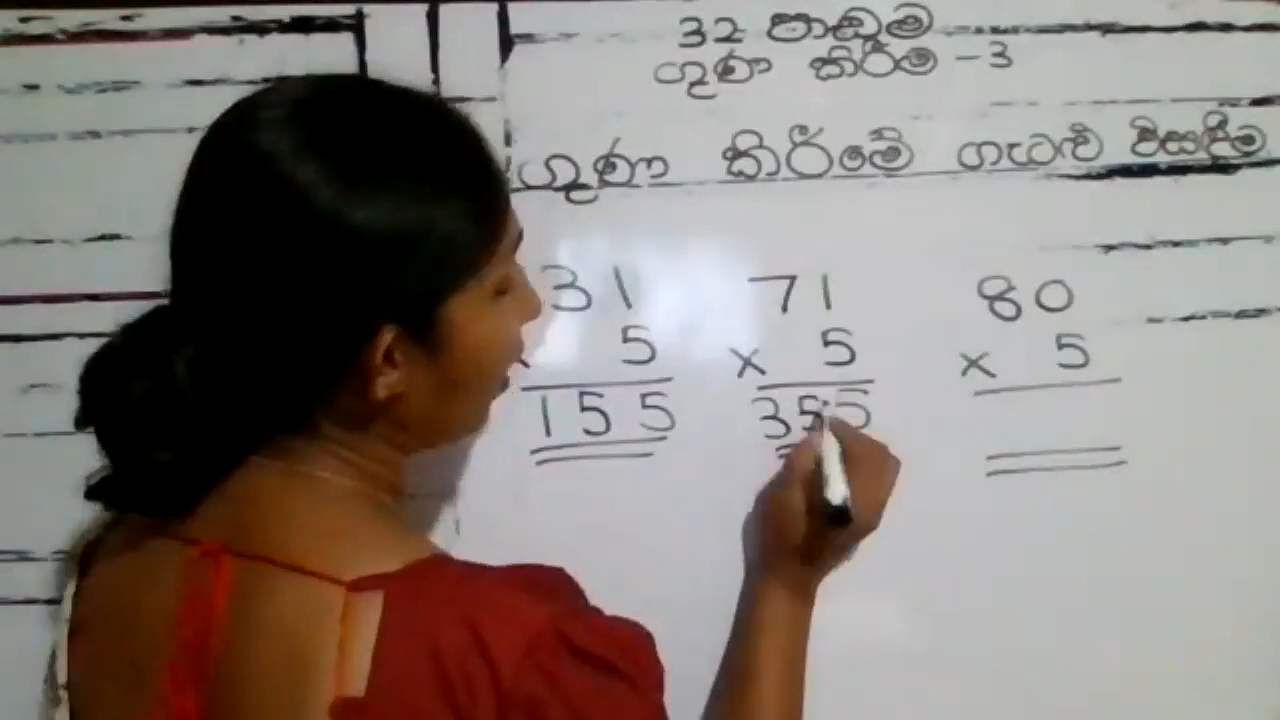 32 පාඩම
ගුණ කිරීම - 3
ගුණ කිරීමේ ගැටළු විසඳීම
31 71 80
× 5 × 5 × 5
155 355